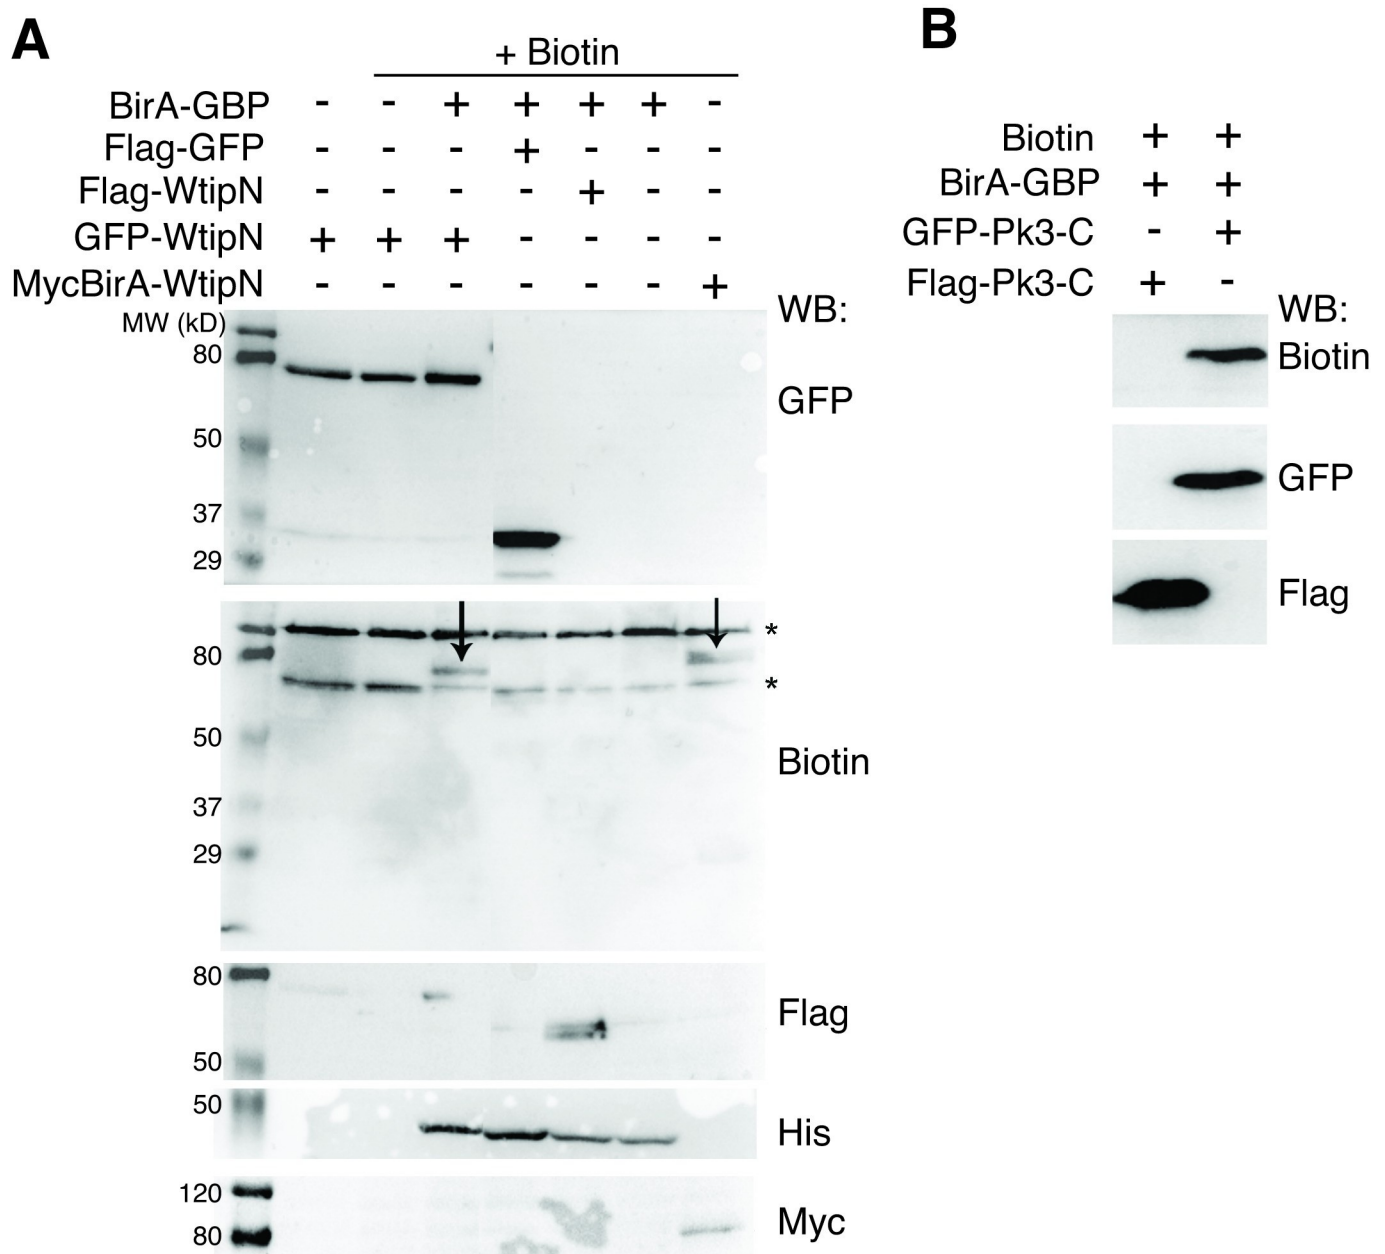 A
+ Biotin
BirA-GBP - - + + + + -
Flag-GFP - - - + - - -
Flag-WtipN - - - - + - -
GFP-WtipN + + + - - - -
MycBirA-WtipN - - - - - - +
MW (kD)
WB:
80
50
37
29
GFP
*
80
*
50
37
29
Biotin
80
50
Flag
50
His
120
80
Myc
B
Biotin + +
BirA-GBP + +
GFP-Pk3-C - +
Flag-Pk3-C + -
WB:
Biotin
GFP
Flag